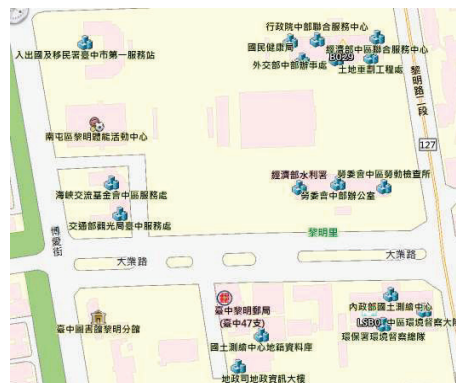 行政院中部聯合服務中心
國民健康局
經濟部中區聯合服務中心
入出國及移民署臺中市第一服務站
外交部中部辦事處
土地重劃工程處
黎明路二段
南屯區黎明體能活動中心
127
經濟部水利署
勞委會中區勞動檢查所
海峽交流基金會中區服務處
勞委會中部辦公室
交通部觀光局臺中服務處
博愛街
黎明里
大業路
大業路
內政部國土測繪中心
臺中黎明郵局
(臺中47支)
臺中圖書館黎明分館
環保署環境督察總隊
國土測繪中心地籍資料庫
地政司地政資訊大樓